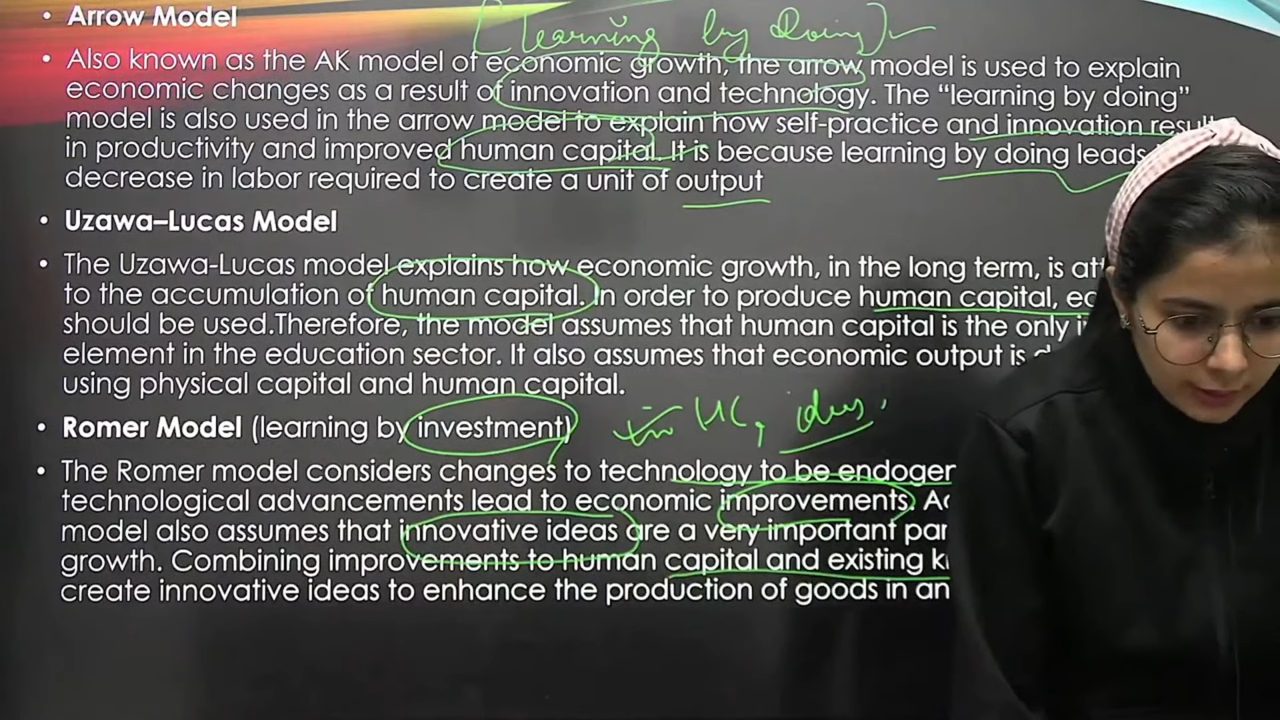 • Arrow Model
[learning by Doing]
• Also known as the AK model of economic growth, the arrow model is used to explain
economic changes as a result of innovation and technology. The “learning by doing”
model is also used in the arrow model to explain how self-practice and innovation result
in productivity and improved human capital. It is because learning by doing leads
decrease in labor required to create a unit of output
• Uzawa–Lucas Model
• The Uzawa-Lucas model explains how economic growth, in the long term, is
to the accumulation of human capital. In order to produce human capital,
should be used.Therefore, the model assumes that human capital is the only
element in the education sector. It also assumes that economic output is
using physical capital and human capital.
• Romer Model (learning by investment)
HC, ideas.
• The Romer model considers changes to technology to be
technological advancements lead to economic improvements.
model also assumes that innovative ideas are a very important
growth. Combining improvements to human capital and existing
create innovative ideas to enhance the production of goods in an